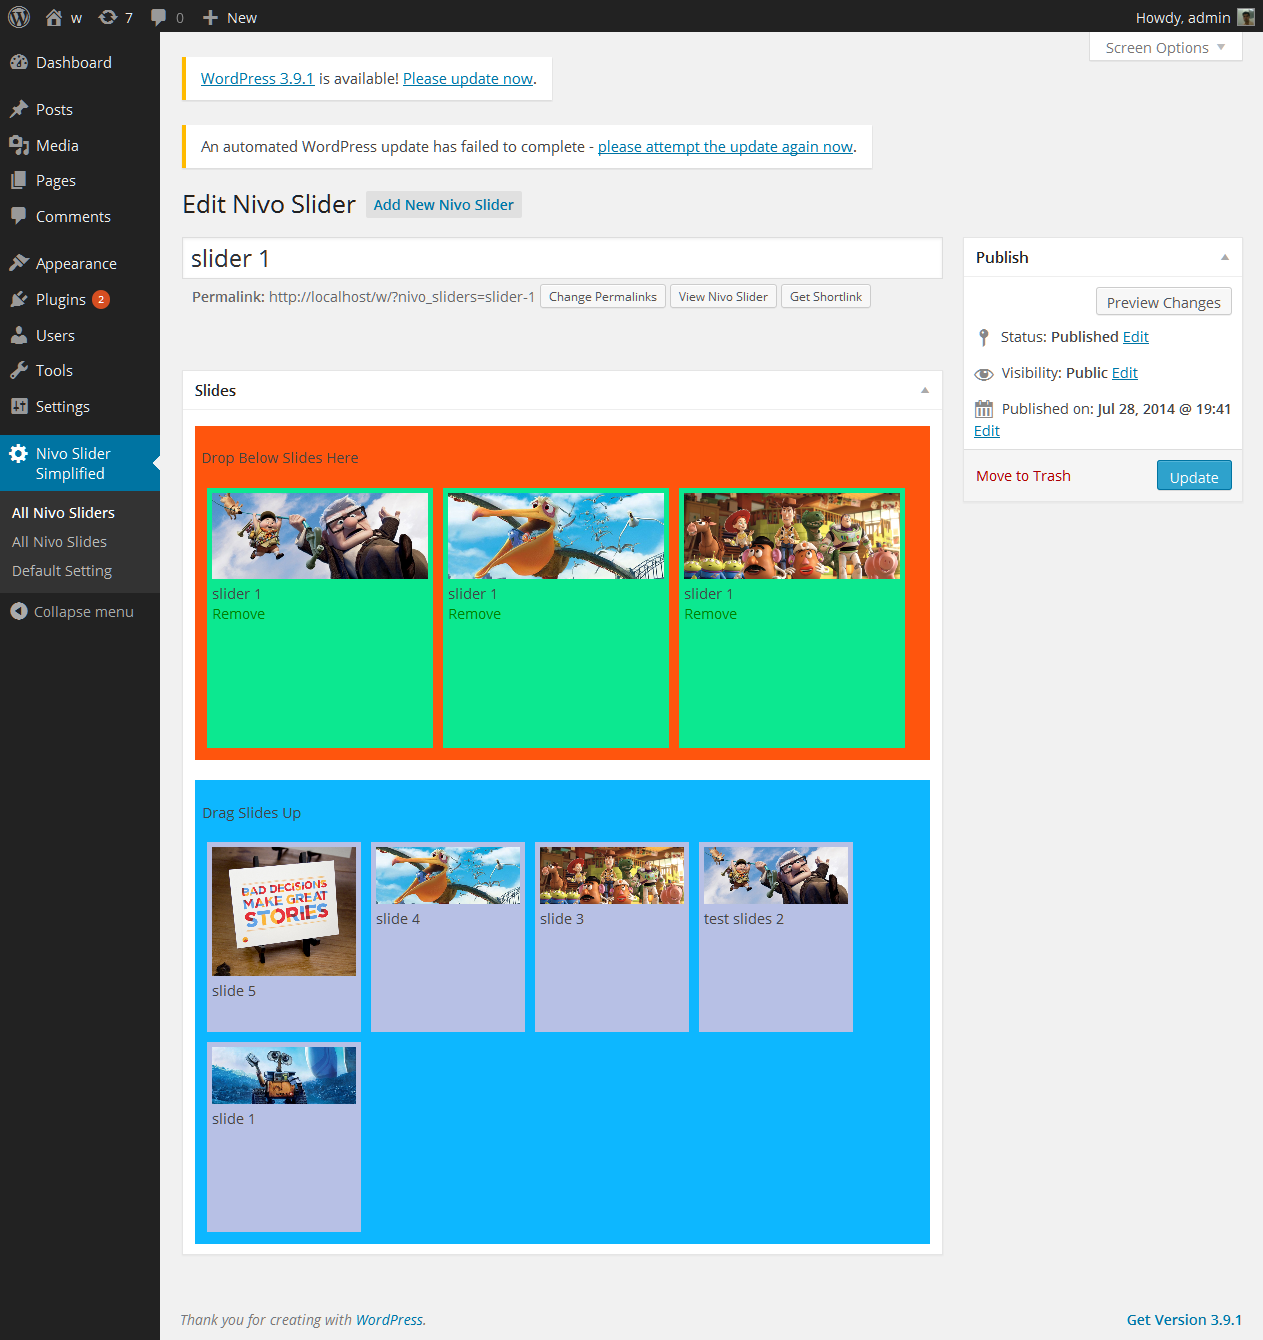 w 7 0 New Howdy, admin
Screen Options
Dashboard
Posts
Media
Pages
Comments
Appearance
Plugins 2
Users
Tools
Settings
Nivo Slider
Simplified
All Nivo Sliders
All Nivo Slides
Default Setting
Collapse menu
WordPress 3.9.1 is available! Please update now.
An automated WordPress update has failed to complete - please attempt the update again now.
Edit Nivo Slider Add New Nivo Slider
slider 1
Permalink: http://localhost/w/?nivo_sliders=slider-1 Change Permalinks View Nivo Slider Get Shortlink
Slides
Drop Below Slides Here
slider 1 slider 1 slider 1
Remove Remove Remove
Drag Slides Up
BAD DECISIONS
MAKE GREAT
STORIES
slide 4 slide 3 test slides 2
slide 5
slide 1
Publish
Preview Changes
Status: Published Edit
Visibility: Public Edit
Published on: Jul 28, 2014 @ 19:41
Edit
Move to Trash Update
Thank you for creating with WordPress. Get Version 3.9.1